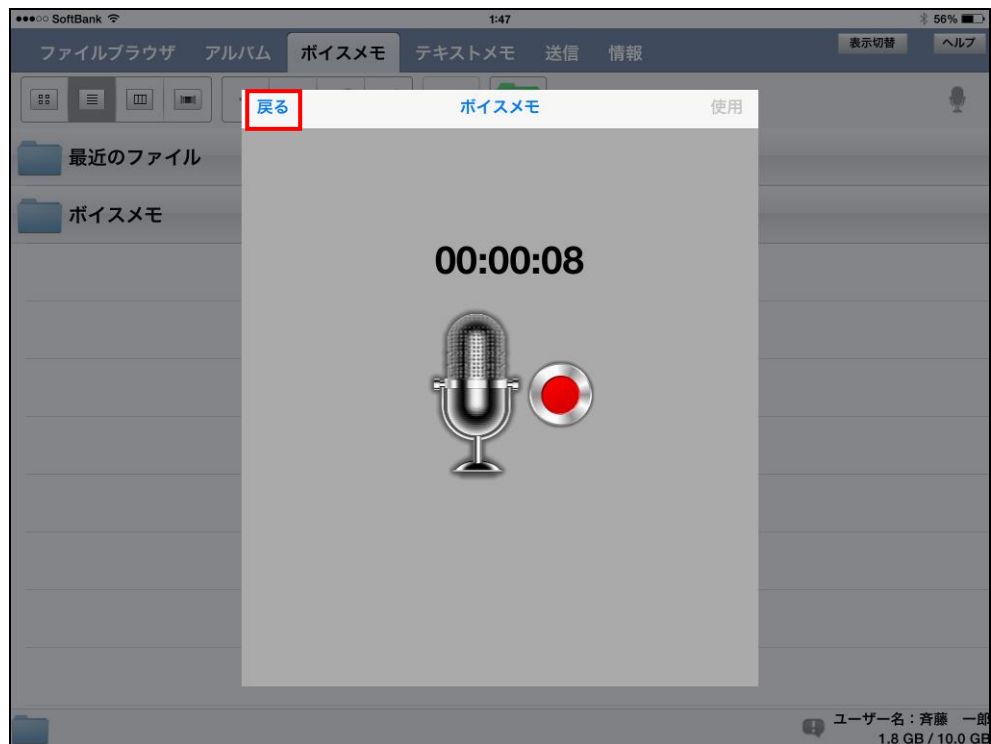 SoftBank 1:47 56%
ファイルブラウザ アルバム ボイスメモ テキストメモ 送信 情報 表示切替 ヘルプ
戻る ボイスメモ 使用
最近のファイル
ボイスメモ
00:00:08
ユーザー名：斉藤　一郎
1.8 GB / 10.0 GB